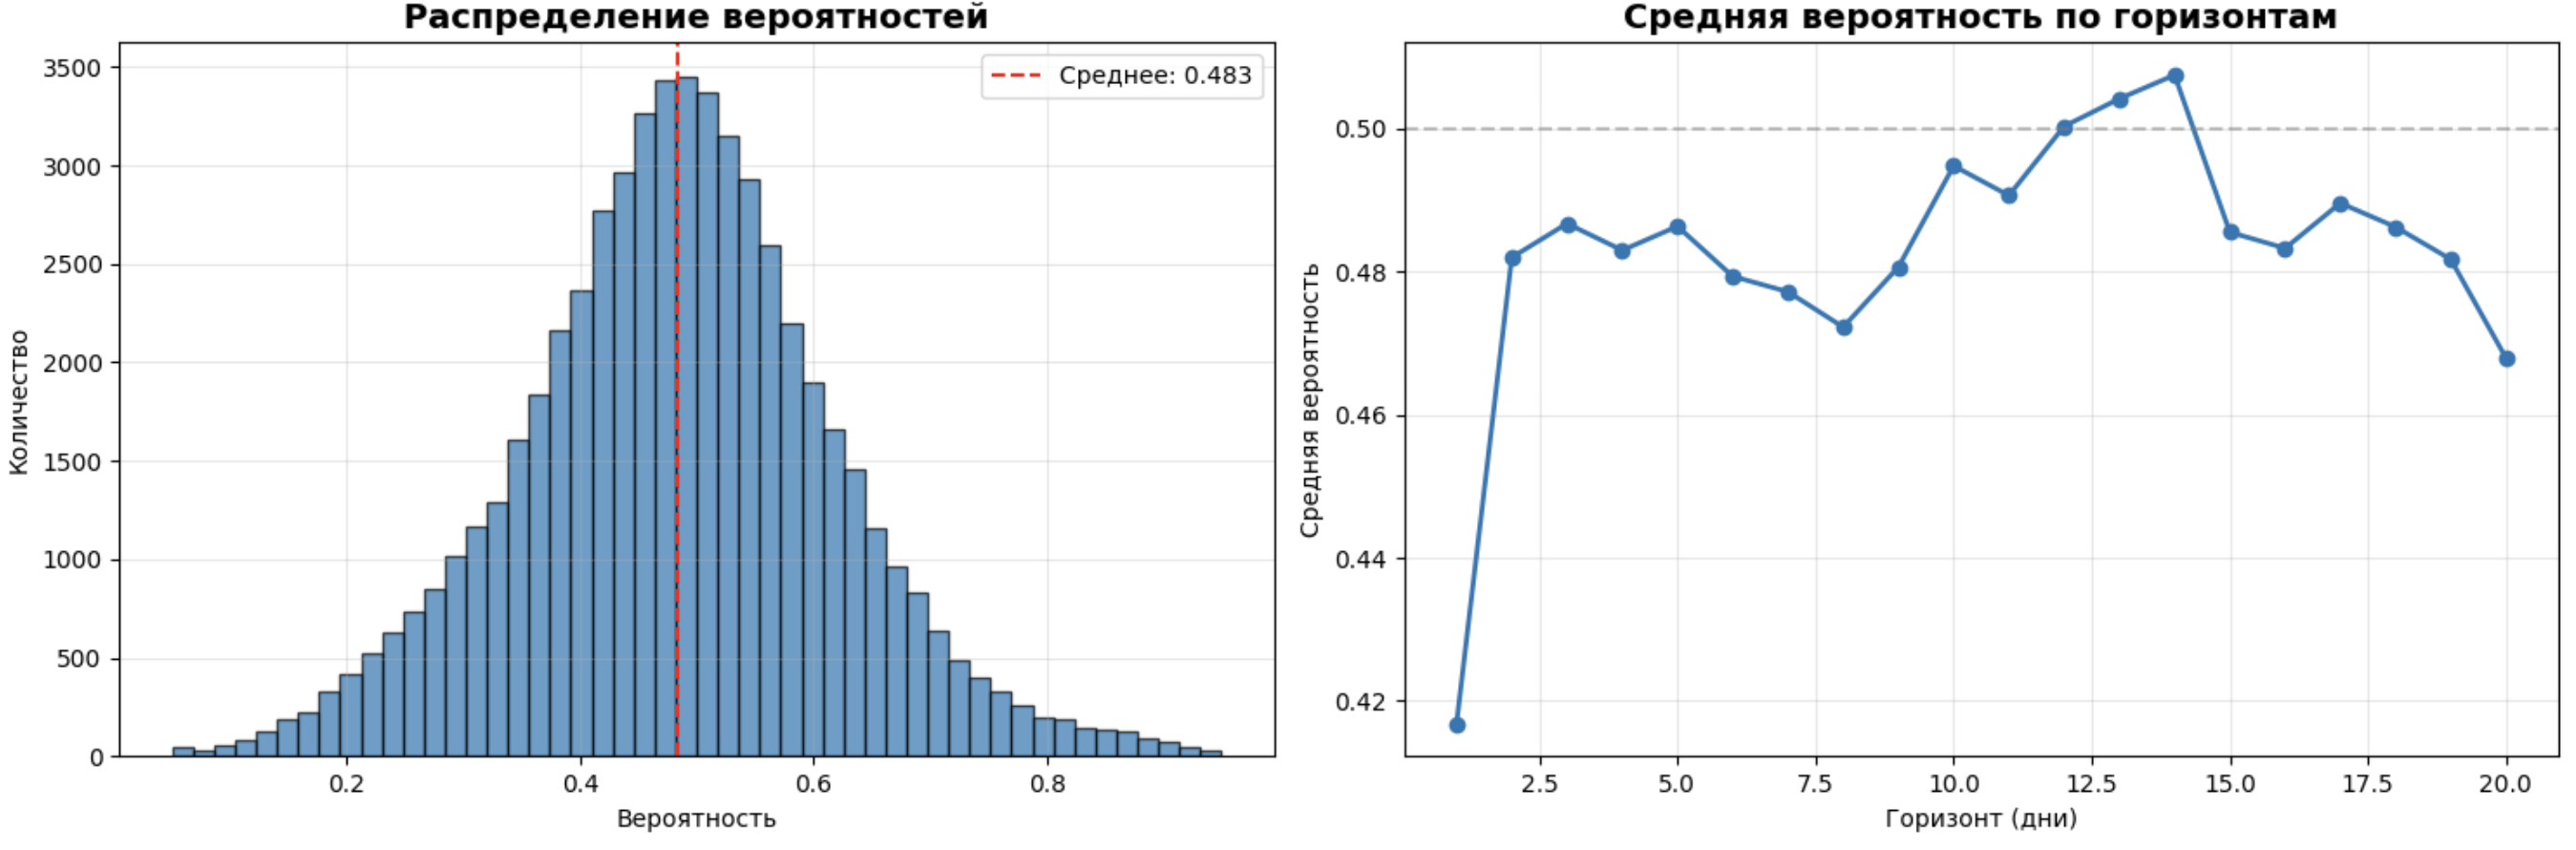 Распределение вероятностей
Среднее: 0.483
3500
3000
2500
2000
1500
1000
500
0
Количество
0.2 0.4 0.6 0.8
Вероятность
Средняя вероятность по горизонтам
0.50
0.48
0.46
0.44
0.42
Средняя вероятность
2.5 5.0 7.5 10.0 12.5 15.0 17.5 20.0
Горизонт (дни)